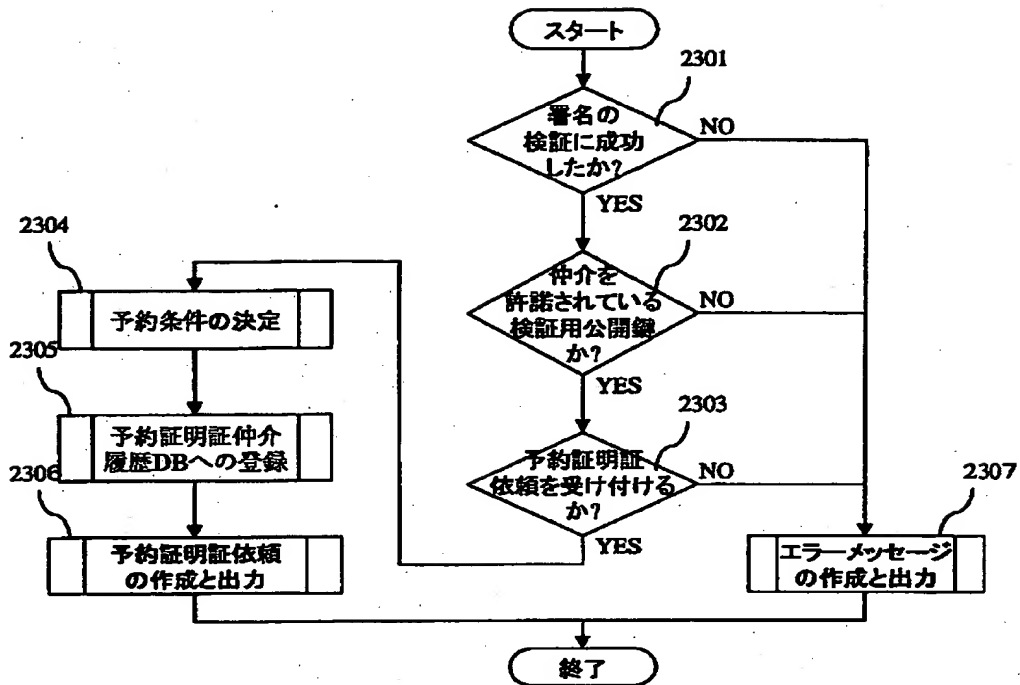 スタート
2301
署名の
検証に成功
したか?
NO
YES
2302
仲介を
許諾されている
検証用公開鍵
か?
NO
YES
2303
予約証明証
依頼を受け付ける
か?
NO
YES
2304
予約条件の決定
2305
予約証明証仲介
履歴DBへの登録
2306
予約証明証依頼
の作成と出力
2307
エラーメッセージ
の作成と出力
終了